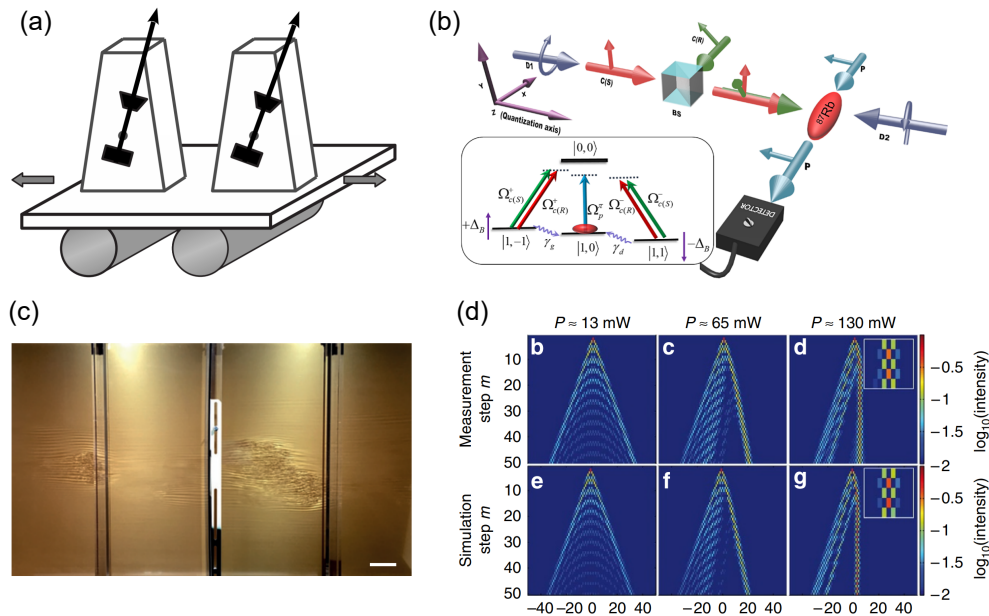 (a)
(b)
D1
C(S)
BS
C(R)
P
⁸⁷Rb
D2
P
DETECTOR
Y
X
Z (Quantization axis)
|0,0⟩
Ω⁺c(S)
Ω⁺c(R)
Ωπp
Ω⁻c(R)
Ω⁻c(S)
+ΔB
|1,−1⟩
γg
|1,0⟩
γd
|1,1⟩
−ΔB
(c)
(d)
P ≈ 13 mW
P ≈ 65 mW
P ≈ 130 mW
Measurement
step m
10
20
30
40
50
b
c
d
−0.5
−1
−1.5
−2
log10(intensity)
Simulation
step m
10
20
30
40
50
e
f
g
−0.5
−1
−1.5
−2
log10(intensity)
−40 −20 0 20 40
−20 0 20 40
−20 0 20 40